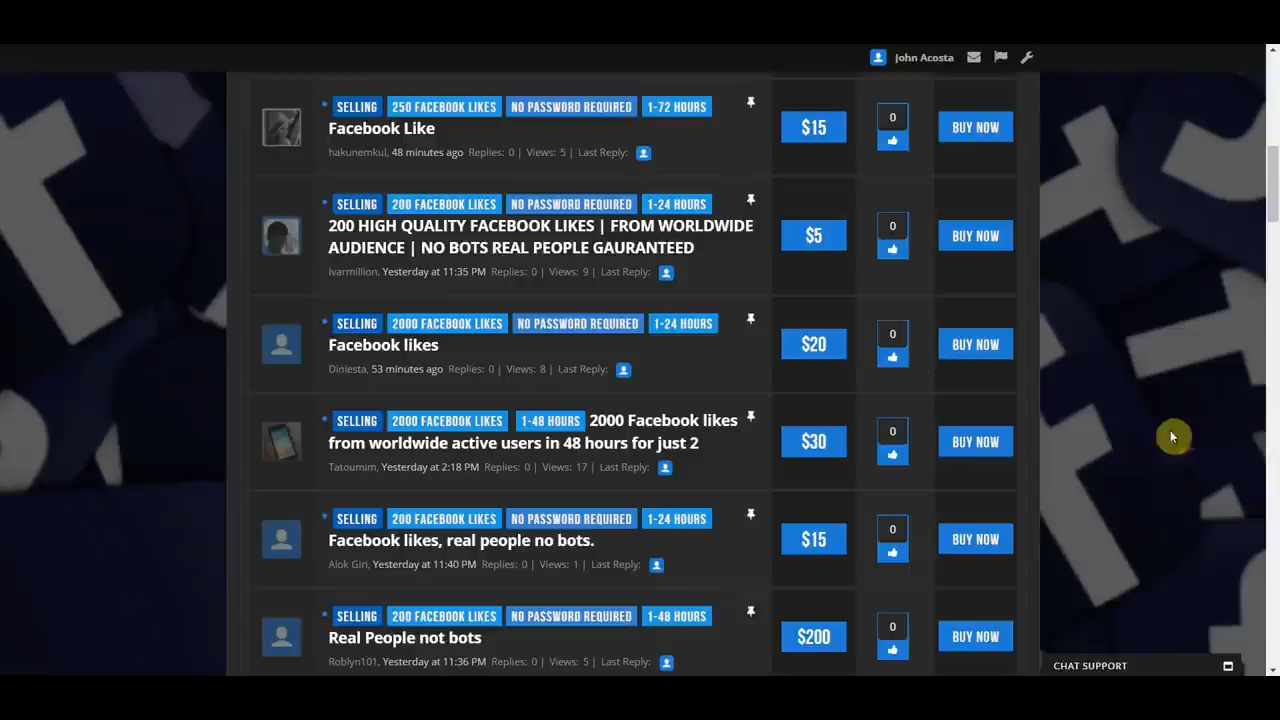 John Acosta
SELLING 250 FACEBOOK LIKES NO PASSWORD REQUIRED 1-72 HOURS
Facebook Like
hakunemkul, 48 minutes ago Replies: 0 | Views: 5 | Last Reply:
$15
0
BUY NOW
SELLING 200 FACEBOOK LIKES NO PASSWORD REQUIRED 1-24 HOURS
200 HIGH QUALITY FACEBOOK LIKES | FROM WORLDWIDE
AUDIENCE | NO BOTS REAL PEOPLE GAURANTEED
Ivarmillion, Yesterday at 11:35 PM Replies: 0 | Views: 9 | Last Reply:
$5
0
BUY NOW
SELLING 2000 FACEBOOK LIKES NO PASSWORD REQUIRED 1-24 HOURS
Facebook likes
Diniesta, 53 minutes ago Replies: 0 | Views: 8 | Last Reply:
$20
0
BUY NOW
SELLING 2000 FACEBOOK LIKES 1-48 HOURS 2000 Facebook likes
from worldwide active users in 48 hours for just 2
Tatoumim, Yesterday at 2:18 PM Replies: 0 | Views: 17 | Last Reply:
$30
0
BUY NOW
SELLING 200 FACEBOOK LIKES NO PASSWORD REQUIRED 1-24 HOURS
Facebook likes, real people no bots.
Alok Giri, Yesterday at 11:40 PM Replies: 0 | Views: 1 | Last Reply:
$15
0
BUY NOW
SELLING 200 FACEBOOK LIKES NO PASSWORD REQUIRED 1-48 HOURS
Real People not bots
Roblyn101, Yesterday at 11:36 PM Replies: 0 | Views: 5 | Last Reply:
$200
0
BUY NOW
CHAT SUPPORT